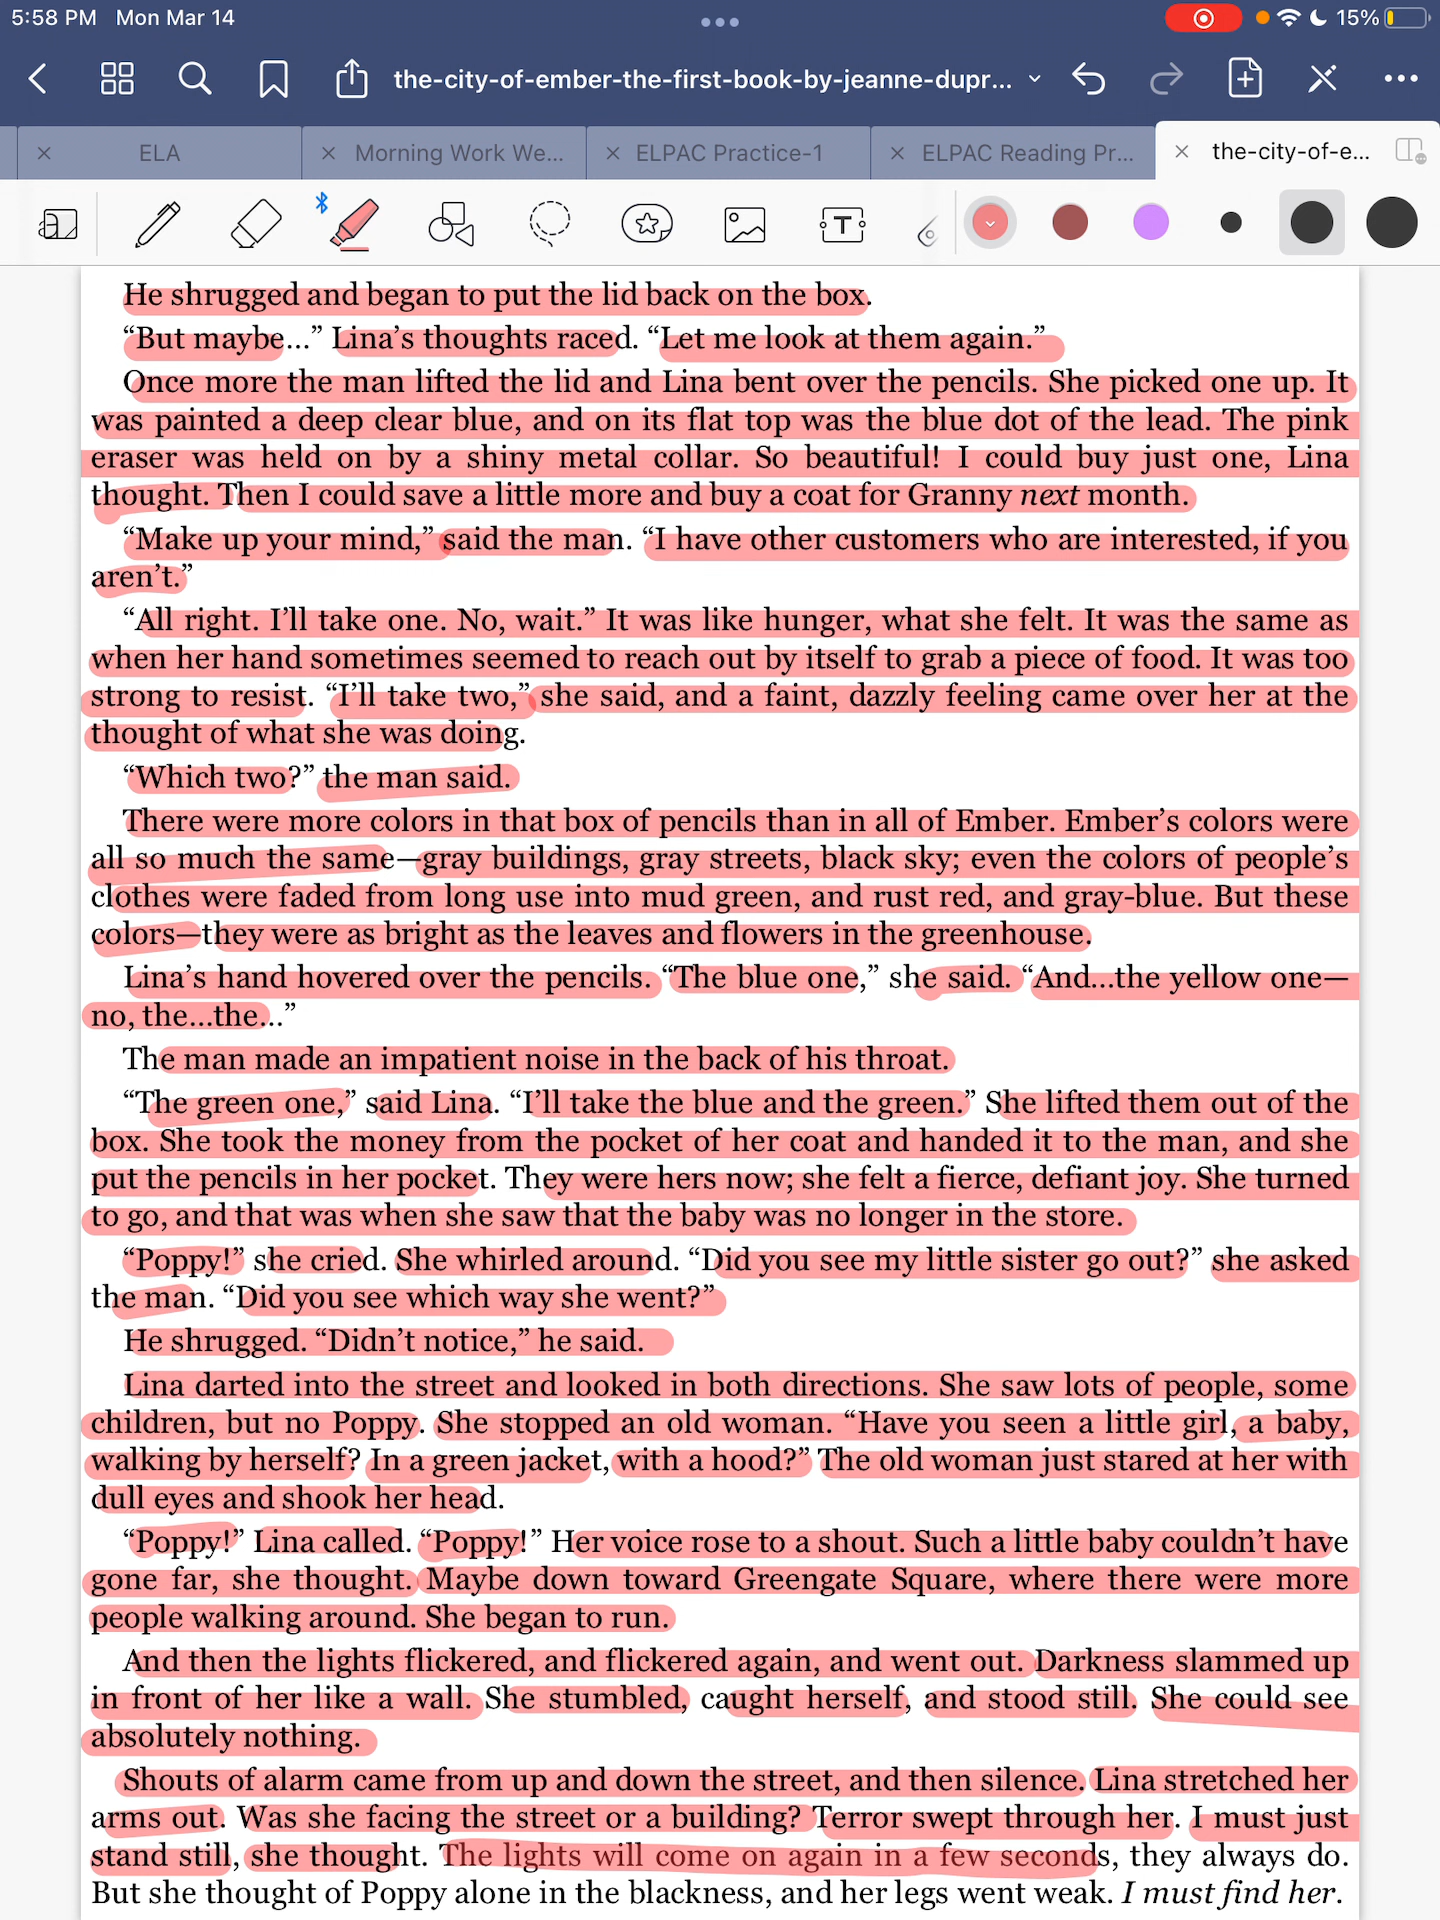 5:58 PM Mon Mar 14
15%
the-city-of-ember-the-first-book-by-jeanne-dupr...
ELA
Morning Work We...
ELPAC Practice-1
ELPAC Reading Pr...
the-city-of-e...
He shrugged and began to put the lid back on the box.
“But maybe…” Lina’s thoughts raced. “Let me look at them again.”
Once more the man lifted the lid and Lina bent over the pencils. She picked one up. It
was painted a deep clear blue, and on its flat top was the blue dot of the lead. The pink
eraser was held on by a shiny metal collar. So beautiful! I could buy just one, Lina
thought. Then I could save a little more and buy a coat for Granny next month.
“Make up your mind,” said the man. “I have other customers who are interested, if you
aren’t.”
“All right. I’ll take one. No, wait.” It was like hunger, what she felt. It was the same as
when her hand sometimes seemed to reach out by itself to grab a piece of food. It was too
strong to resist. “I’ll take two,” she said, and a faint, dazzly feeling came over her at the
thought of what she was doing.
“Which two?” the man said.
There were more colors in that box of pencils than in all of Ember. Ember’s colors were
all so much the same—gray buildings, gray streets, black sky; even the colors of people’s
clothes were faded from long use into mud green, and rust red, and gray-blue. But these
colors—they were as bright as the leaves and flowers in the greenhouse.
Lina’s hand hovered over the pencils. “The blue one,” she said. “And…the yellow one—
no, the…the…”
The man made an impatient noise in the back of his throat.
“The green one,” said Lina. “I’ll take the blue and the green.” She lifted them out of the
box. She took the money from the pocket of her coat and handed it to the man, and she
put the pencils in her pocket. They were hers now; she felt a fierce, defiant joy. She turned
to go, and that was when she saw that the baby was no longer in the store.
“Poppy!” she cried. She whirled around. “Did you see my little sister go out?” she asked
the man. “Did you see which way she went?”
He shrugged. “Didn’t notice,” he said.
Lina darted into the street and looked in both directions. She saw lots of people, some
children, but no Poppy. She stopped an old woman. “Have you seen a little girl, a baby,
walking by herself? In a green jacket, with a hood?” The old woman just stared at her with
dull eyes and shook her head.
“Poppy!” Lina called. “Poppy!” Her voice rose to a shout. Such a little baby couldn’t have
gone far, she thought. Maybe down toward Greengate Square, where there were more
people walking around. She began to run.
And then the lights flickered, and flickered again, and went out. Darkness slammed up
in front of her like a wall. She stumbled, caught herself, and stood still. She could see
absolutely nothing.
Shouts of alarm came from up and down the street, and then silence. Lina stretched her
arms out. Was she facing the street or a building? Terror swept through her. I must just
stand still, she thought. The lights will come on again in a few seconds, they always do.
But she thought of Poppy alone in the blackness, and her legs went weak. I must find her.